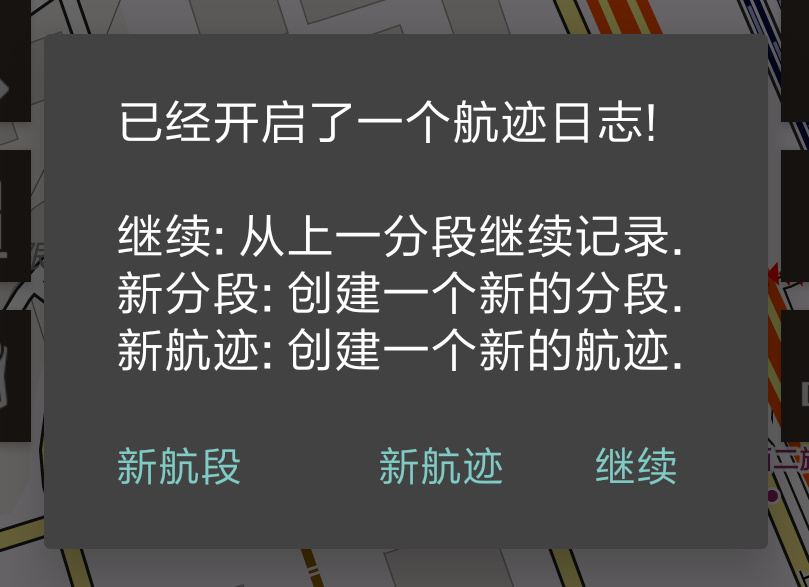 已经开启了一个航迹日志!
继续: 从上一分段继续记录.
新分段: 创建一个新的分段.
新航迹: 创建一个新的航迹.
新航段 新航迹 继续